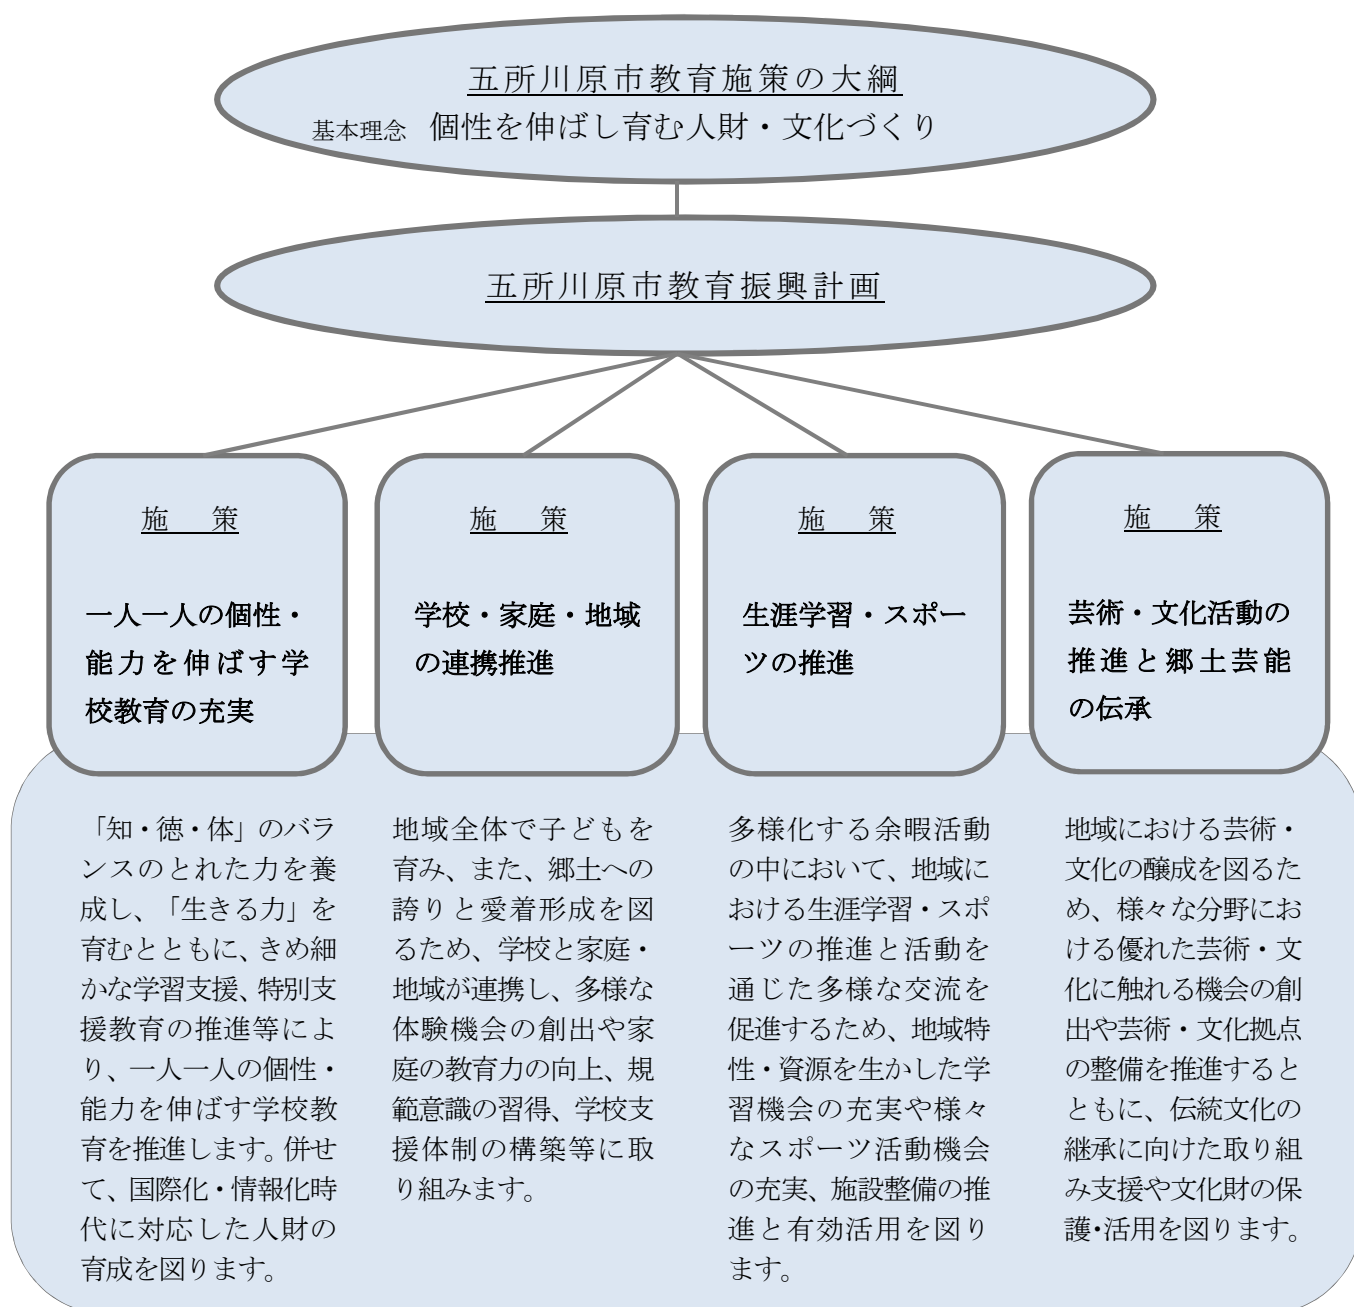 五所川原市教育施策の大綱
基本理念 個性を伸ばし育む人財・文化づくり
五所川原市教育振興計画
施 策
一人一人の個性・
能力を伸ばす学
校教育の充実
施 策
学校・家庭・地域
の連携推進
施 策
生涯学習・スポー
ツの推進
施 策
芸術・文化活動の
推進と郷土芸能
の伝承
「知・徳・体」のバラ
ンスのとれた力を養
成し、「生きる力」を
育むとともに、きめ細
かな学習支援、特別支
援教育の推進等によ
り、一人一人の個性・
能力を伸ばす学校教
育を推進します。併せ
て、国際化・情報化時
代に対応した人財の
育成を図ります。
地域全体で子どもを
育み、また、郷土への
誇りと愛着形成を図
るため、学校と家庭・
地域が連携し、多様な
体験機会の創出や家
庭の教育力の向上、規
範意識の習得、学校支
援体制の構築等に取
り組みます。
多様化する余暇活動
の中において、地域に
おける生涯学習・スポ
ーツの推進と活動を
通じた多様な交流を
促進するため、地域特
性・資源を生かした学
習機会の充実や様々
なスポーツ活動機会
の充実、施設整備の推
進と有効活用を図り
ます。
地域における芸術・
文化の醸成を図るた
め、様々な分野にお
ける優れた芸術・文
化に触れる機会の創
出や芸術・文化拠点
の整備を推進すると
ともに、伝統文化の
継承に向けた取り組
み支援や文化財の保
護・活用を図ります。